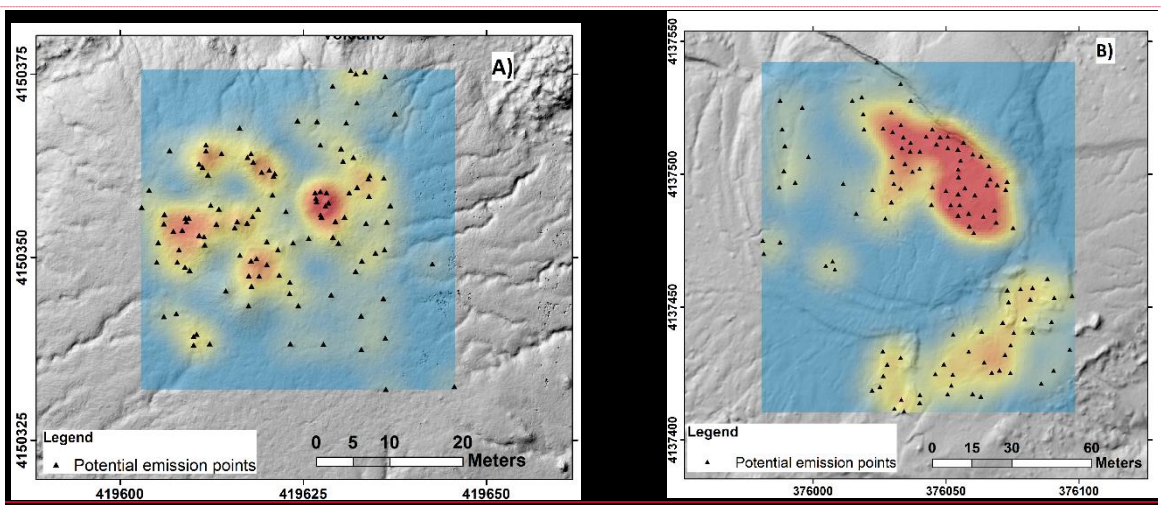 Volcano
A)
4150375
4150350
4150325
Legend
Potential emission points
0 5 10 20
Meters
419600 419625 419650
B)
4137550
4137500
4137450
4137400
Legend
Potential emission points
0 15 30 60
Meters
376000 376050 376100